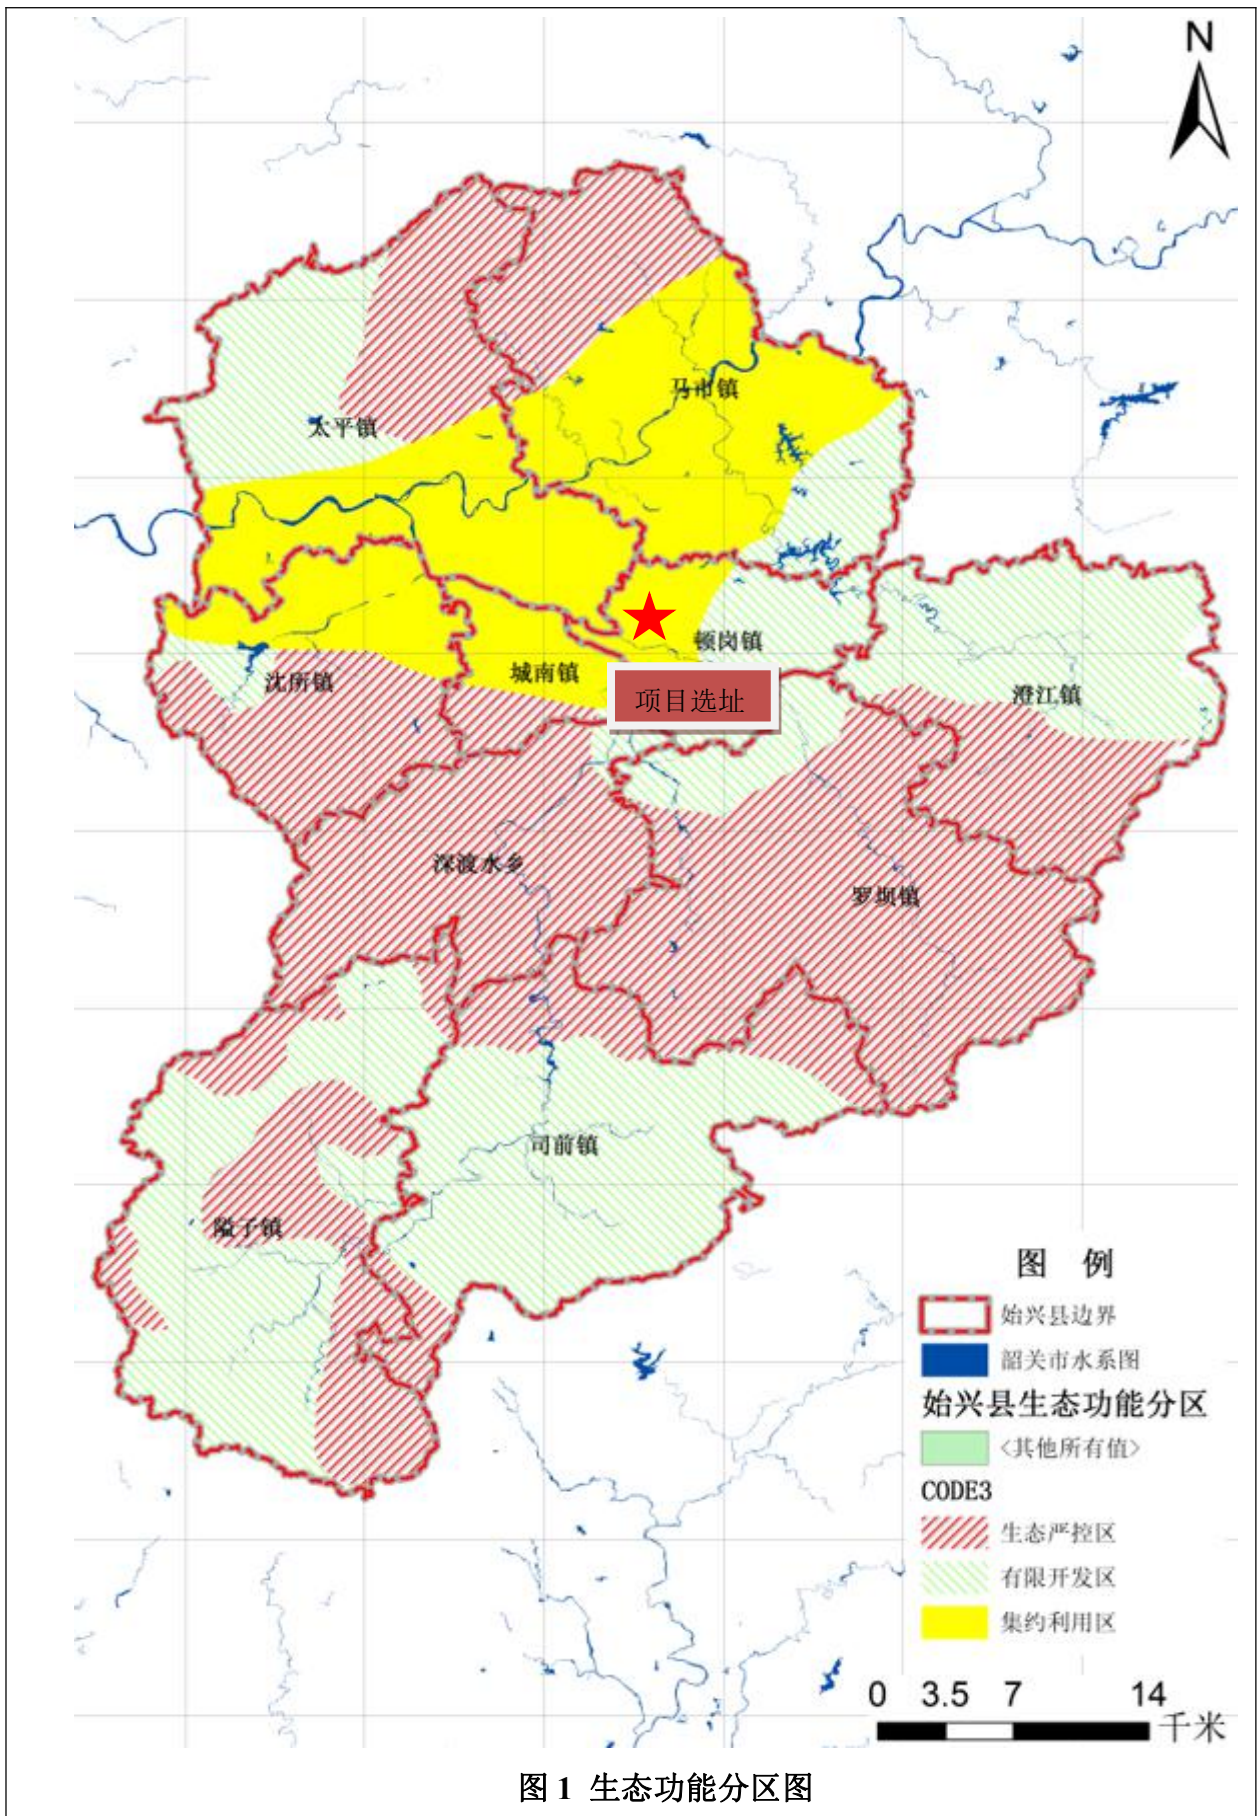 N
马市镇
太平镇
顿岗镇
城南镇
沈所镇
项目选址
澄江镇
深渡水乡
罗坝镇
司前镇
隘子镇
图 例
始兴县边界
韶关市水系图
始兴县生态功能分区
<其他所有值>
CODE3
生态严控区
有限开发区
集约利用区
0 3.5 7 14
千米
图 1 生态功能分区图